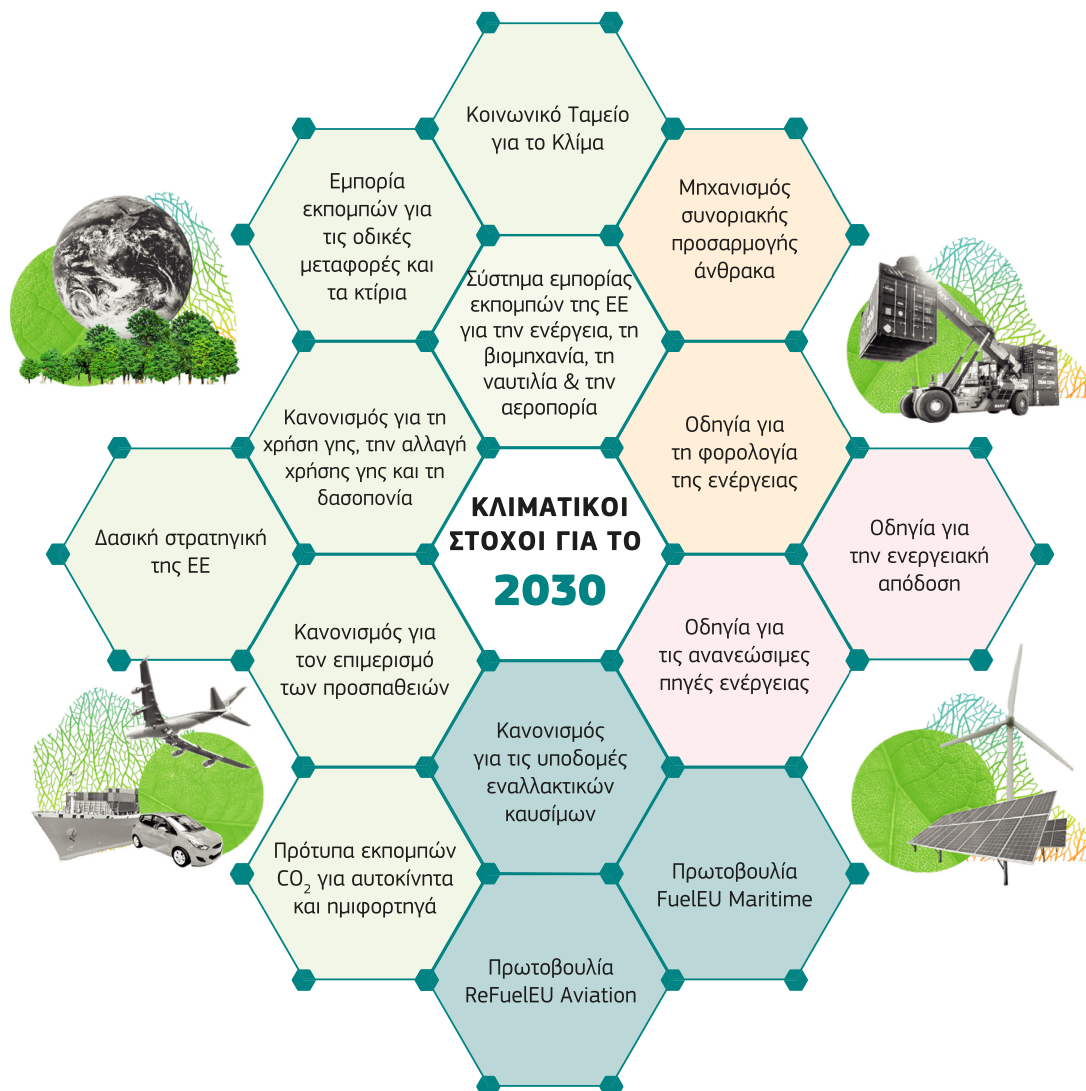 Κοινωνικό Ταμείο
για το Κλίμα
Εμπορία
εκπομπών για
τις οδικές
μεταφορές και
τα κτίρια
Μηχανισμός
συνοριακής
προσαρμογής
άνθρακα
Σύστημα εμπορίας
εκπομπών της ΕΕ
για την ενέργεια, τη
βιομηχανία, τη
ναυτιλία & την
αεροπορία
Κανονισμός για τη
χρήση γης, την αλλαγή
χρήσης γης και τη
δασοπονία
Οδηγία για
τη φορολογία
της ενέργειας
Δασική στρατηγική
της ΕΕ
ΚΛΙΜΑΤΙΚΟΙ
ΣΤΟΧΟΙ ΓΙΑ ΤΟ
2030
Οδηγία για
την ενεργειακή
απόδοση
Κανονισμός για
τον επιμερισμό
των προσπαθειών
Οδηγία για
τις ανανεώσιμες
πηγές ενέργειας
Κανονισμός
για τις υποδομές
εναλλακτικών
καυσίμων
Πρότυπα εκπομπών
CO₂ για αυτοκίνητα
και ημιφορτηγά
Πρωτοβουλία
FuelEU Maritime
Πρωτοβουλία
ReFuelEU Aviation